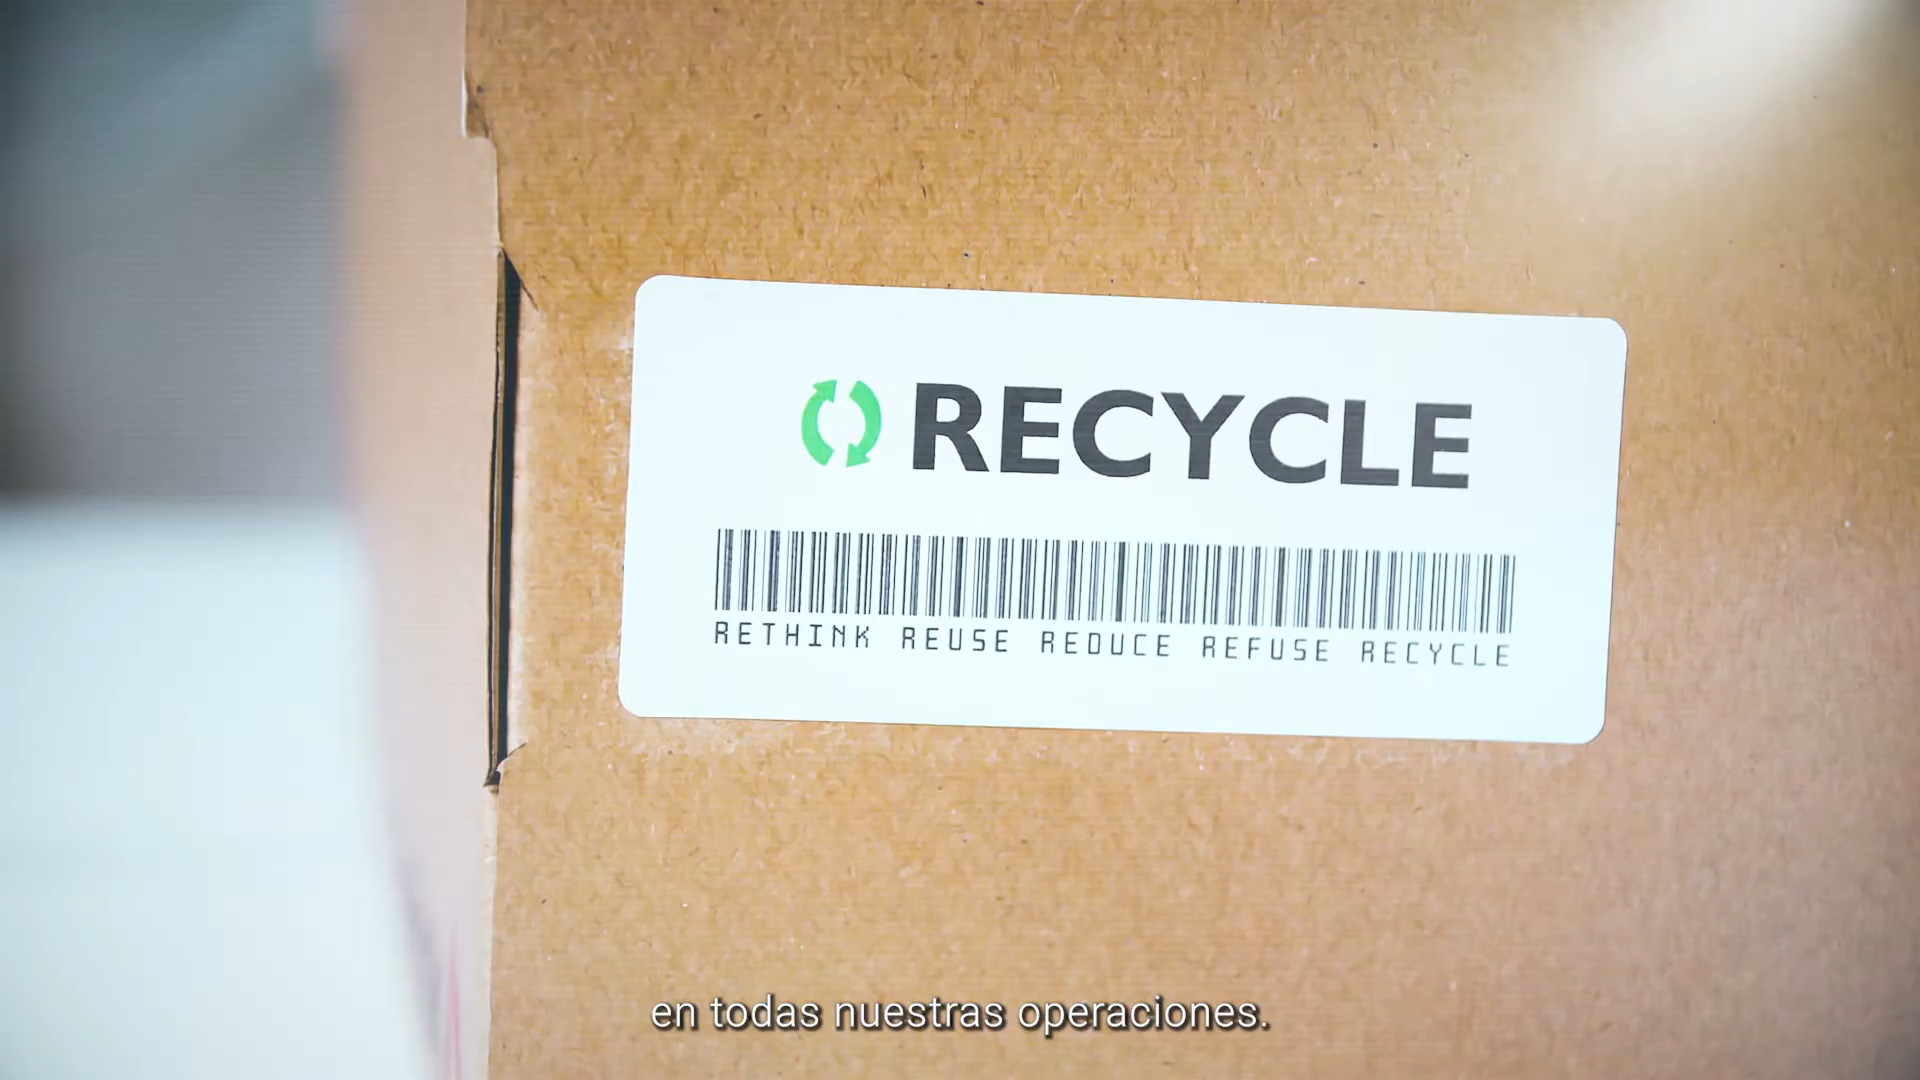 RECYCLE
RETHINK REUSE REDUCE REFUSE RECYCLE
en todas nuestras operaciones.